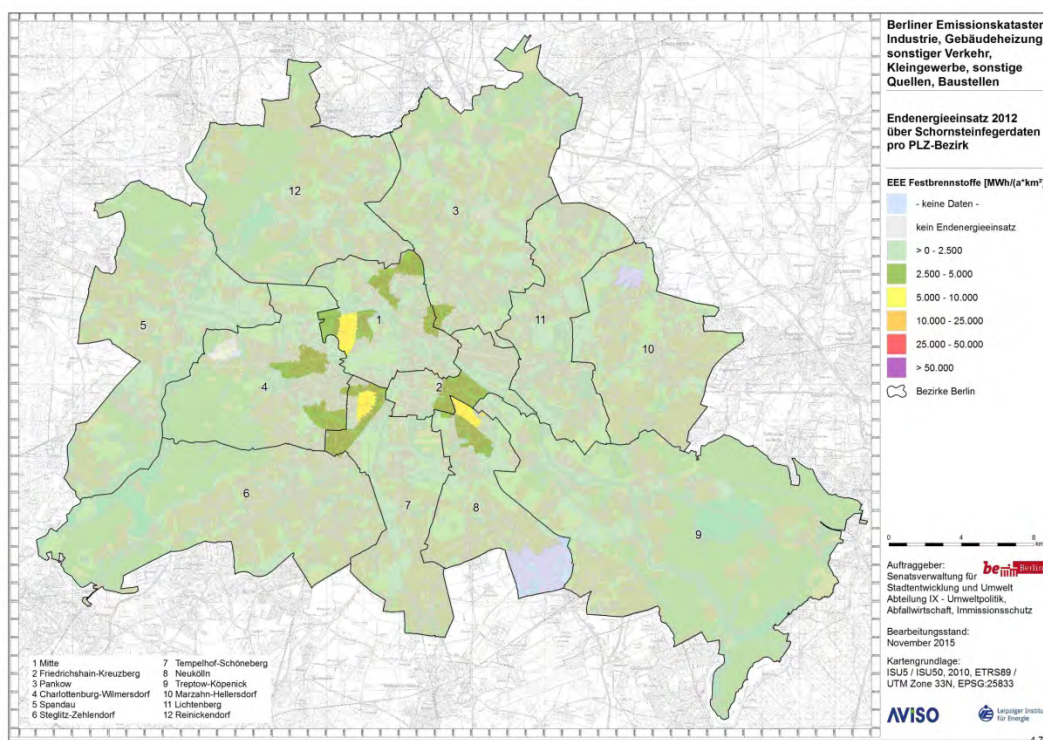 Berliner Emissionskataster
Industrie, Gebäudeheizung
sonstiger Verkehr,
Kleingewerbe, sonstige
Quellen, Baustellen
Endenergieeinsatz 2012
über Schornsteinfegerdaten
pro PLZ-Bezirk
EEE Festbrennstoffe [MWh/(a*km²)
- keine Daten -
kein Endenergieeinsatz
> 0 - 2.500
2.500 - 5.000
5.000 - 10.000
10.000 - 25.000
25.000 - 50.000
> 50.000
Bezirke Berlin
12
3
5
1
11
10
4
2
6
7
8
9
0 4 8
km
Auftraggeber:
Senatsverwaltung für
Stadtentwicklung und Umwelt
Abteilung IX - Umweltpolitik,
Abfallwirtschaft, Immissionsschutz
be Berlin
Bearbeitungsstand:
November 2015
Kartengrundlage:
ISU5 / ISU50, 2010, ETRS89 /
UTM Zone 33N, EPSG:25833
AVISO
Leipziger Institut
für Energie
1 Mitte
2 Friedrichshain-Kreuzberg
3 Pankow
4 Charlottenburg-Wilmersdorf
5 Spandau
6 Steglitz-Zehlendorf
7 Tempelhof-Schöneberg
8 Neukölln
9 Treptow-Köpenick
10 Marzahn-Hellersdorf
11 Lichtenberg
12 Reinickendorf